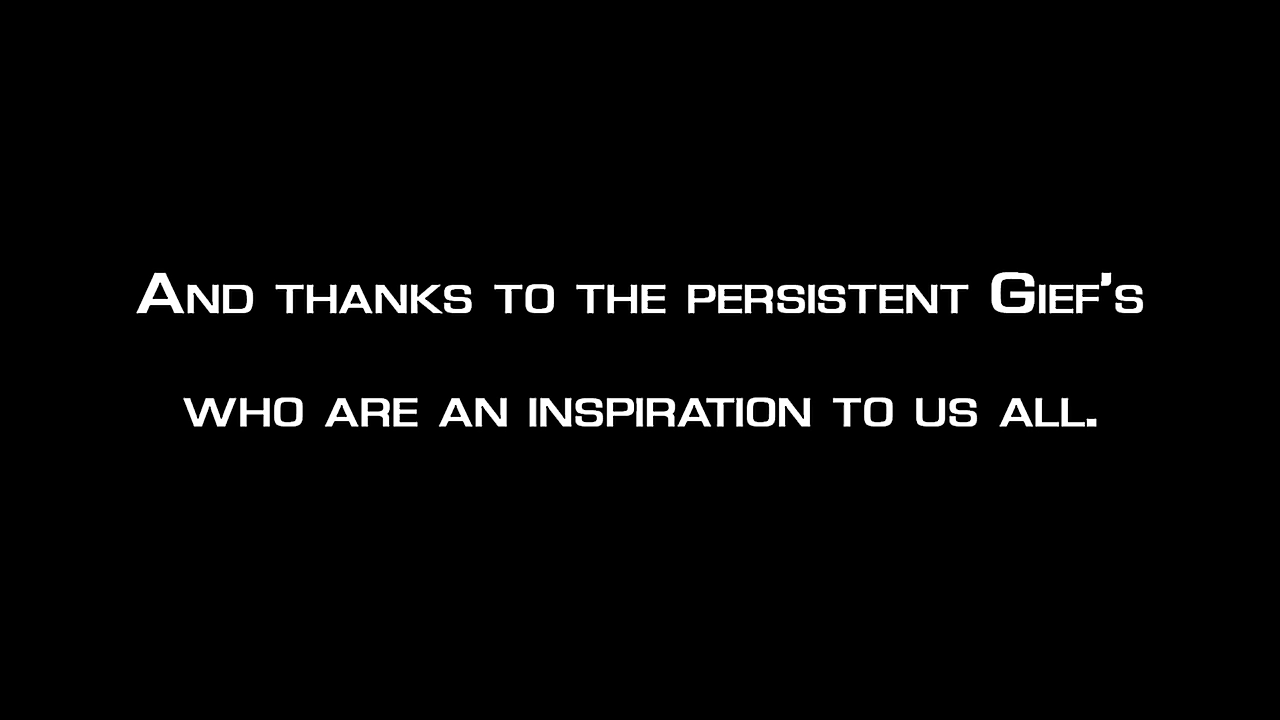 And thanks to the persistent Gief's
who are an inspiration to us all.